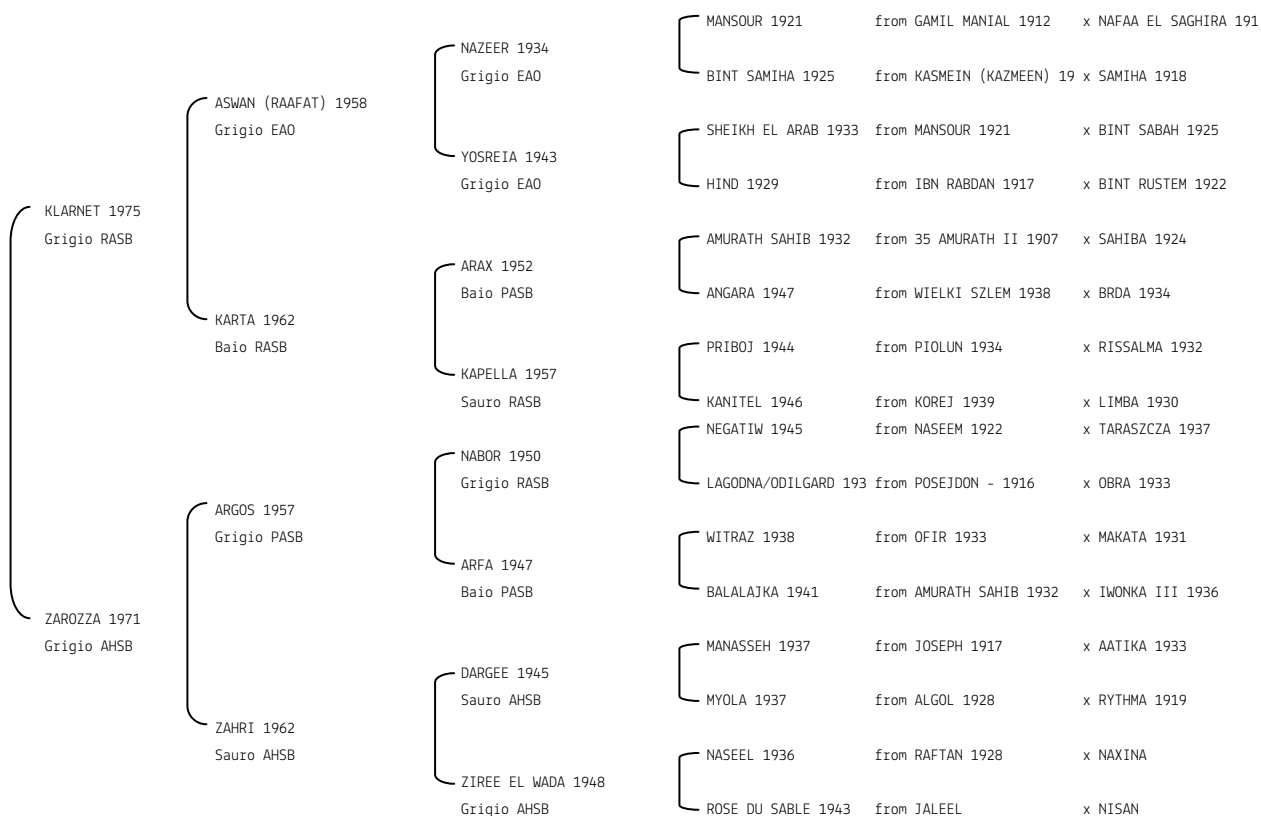 MANSOUR 1921 from GAMIL MANIAL 1912 x NAFAA EL SAGHIRA 191
NAZEER 1934
Grigio EAO
BINT SAMIHA 1925 from KASMEIN (KAZMEEN) 19 x SAMIHA 1918
ASWAN (RAAFAT) 1958
Grigio EAO
SHEIKH EL ARAB 1933 from MANSOUR 1921 x BINT SABAH 1925
YOSREIA 1943
Grigio EAO
HIND 1929 from IBN RABDAN 1917 x BINT RUSTEM 1922
KLARNET 1975
Grigio RASB
AMURATH SAHIB 1932 from 35 AMURATH II 1907 x SAHIBA 1924
ARAX 1952
Baio PASB
ANGARA 1947 from WIELKI SZLEM 1938 x BRDA 1934
KARTA 1962
Baio RASB
PRIBOJ 1944 from PIOLUN 1934 x RISSALMA 1932
KAPELLA 1957
Sauro RASB
KANITEL 1946 from KOREJ 1939 x LIMBA 1930
NEGATIW 1945 from NASEEM 1922 x TARASZCZA 1937
NABOR 1950
Grigio RASB
LAGODNA/ODILGARD 193 from POSEJDON - 1916 x OBRA 1933
ARGOS 1957
Grigio PASB
WITRAZ 1938 from OFIR 1933 x MAKATA 1931
ARFA 1947
Baio PASB
BALALAJKA 1941 from AMURATH SAHIB 1932 x IWONKA III 1936
ZAROZZA 1971
Grigio AHSB
MANASSEH 1937 from JOSEPH 1917 x AATIKA 1933
DARGEE 1945
Sauro AHSB
MYOLA 1937 from ALGOL 1928 x RYTHMA 1919
ZAHRI 1962
Sauro AHSB
NASEEL 1936 from RAFTAN 1928 x NAXINA
ZIREE EL WADA 1948
Grigio AHSB
ROSE DU SABLE 1943 from JALEEL x NISAN